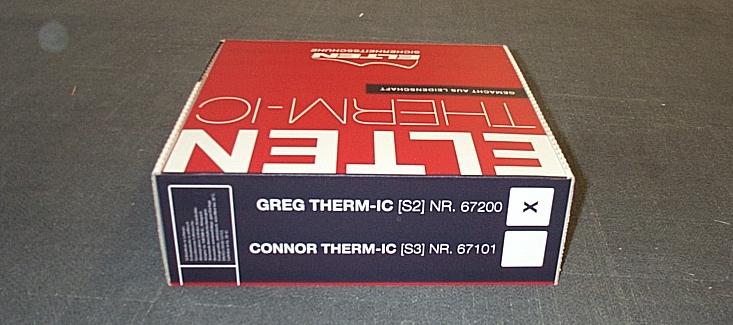 ELTEN
SICHERHEITSSCHUHE
GEMACHT AUS LEIDENSCHAFT
THERM-IC
ELTEN
GREG THERM-IC [S2] NR. 67200 X
CONNOR THERM-IC [S3] NR. 67101